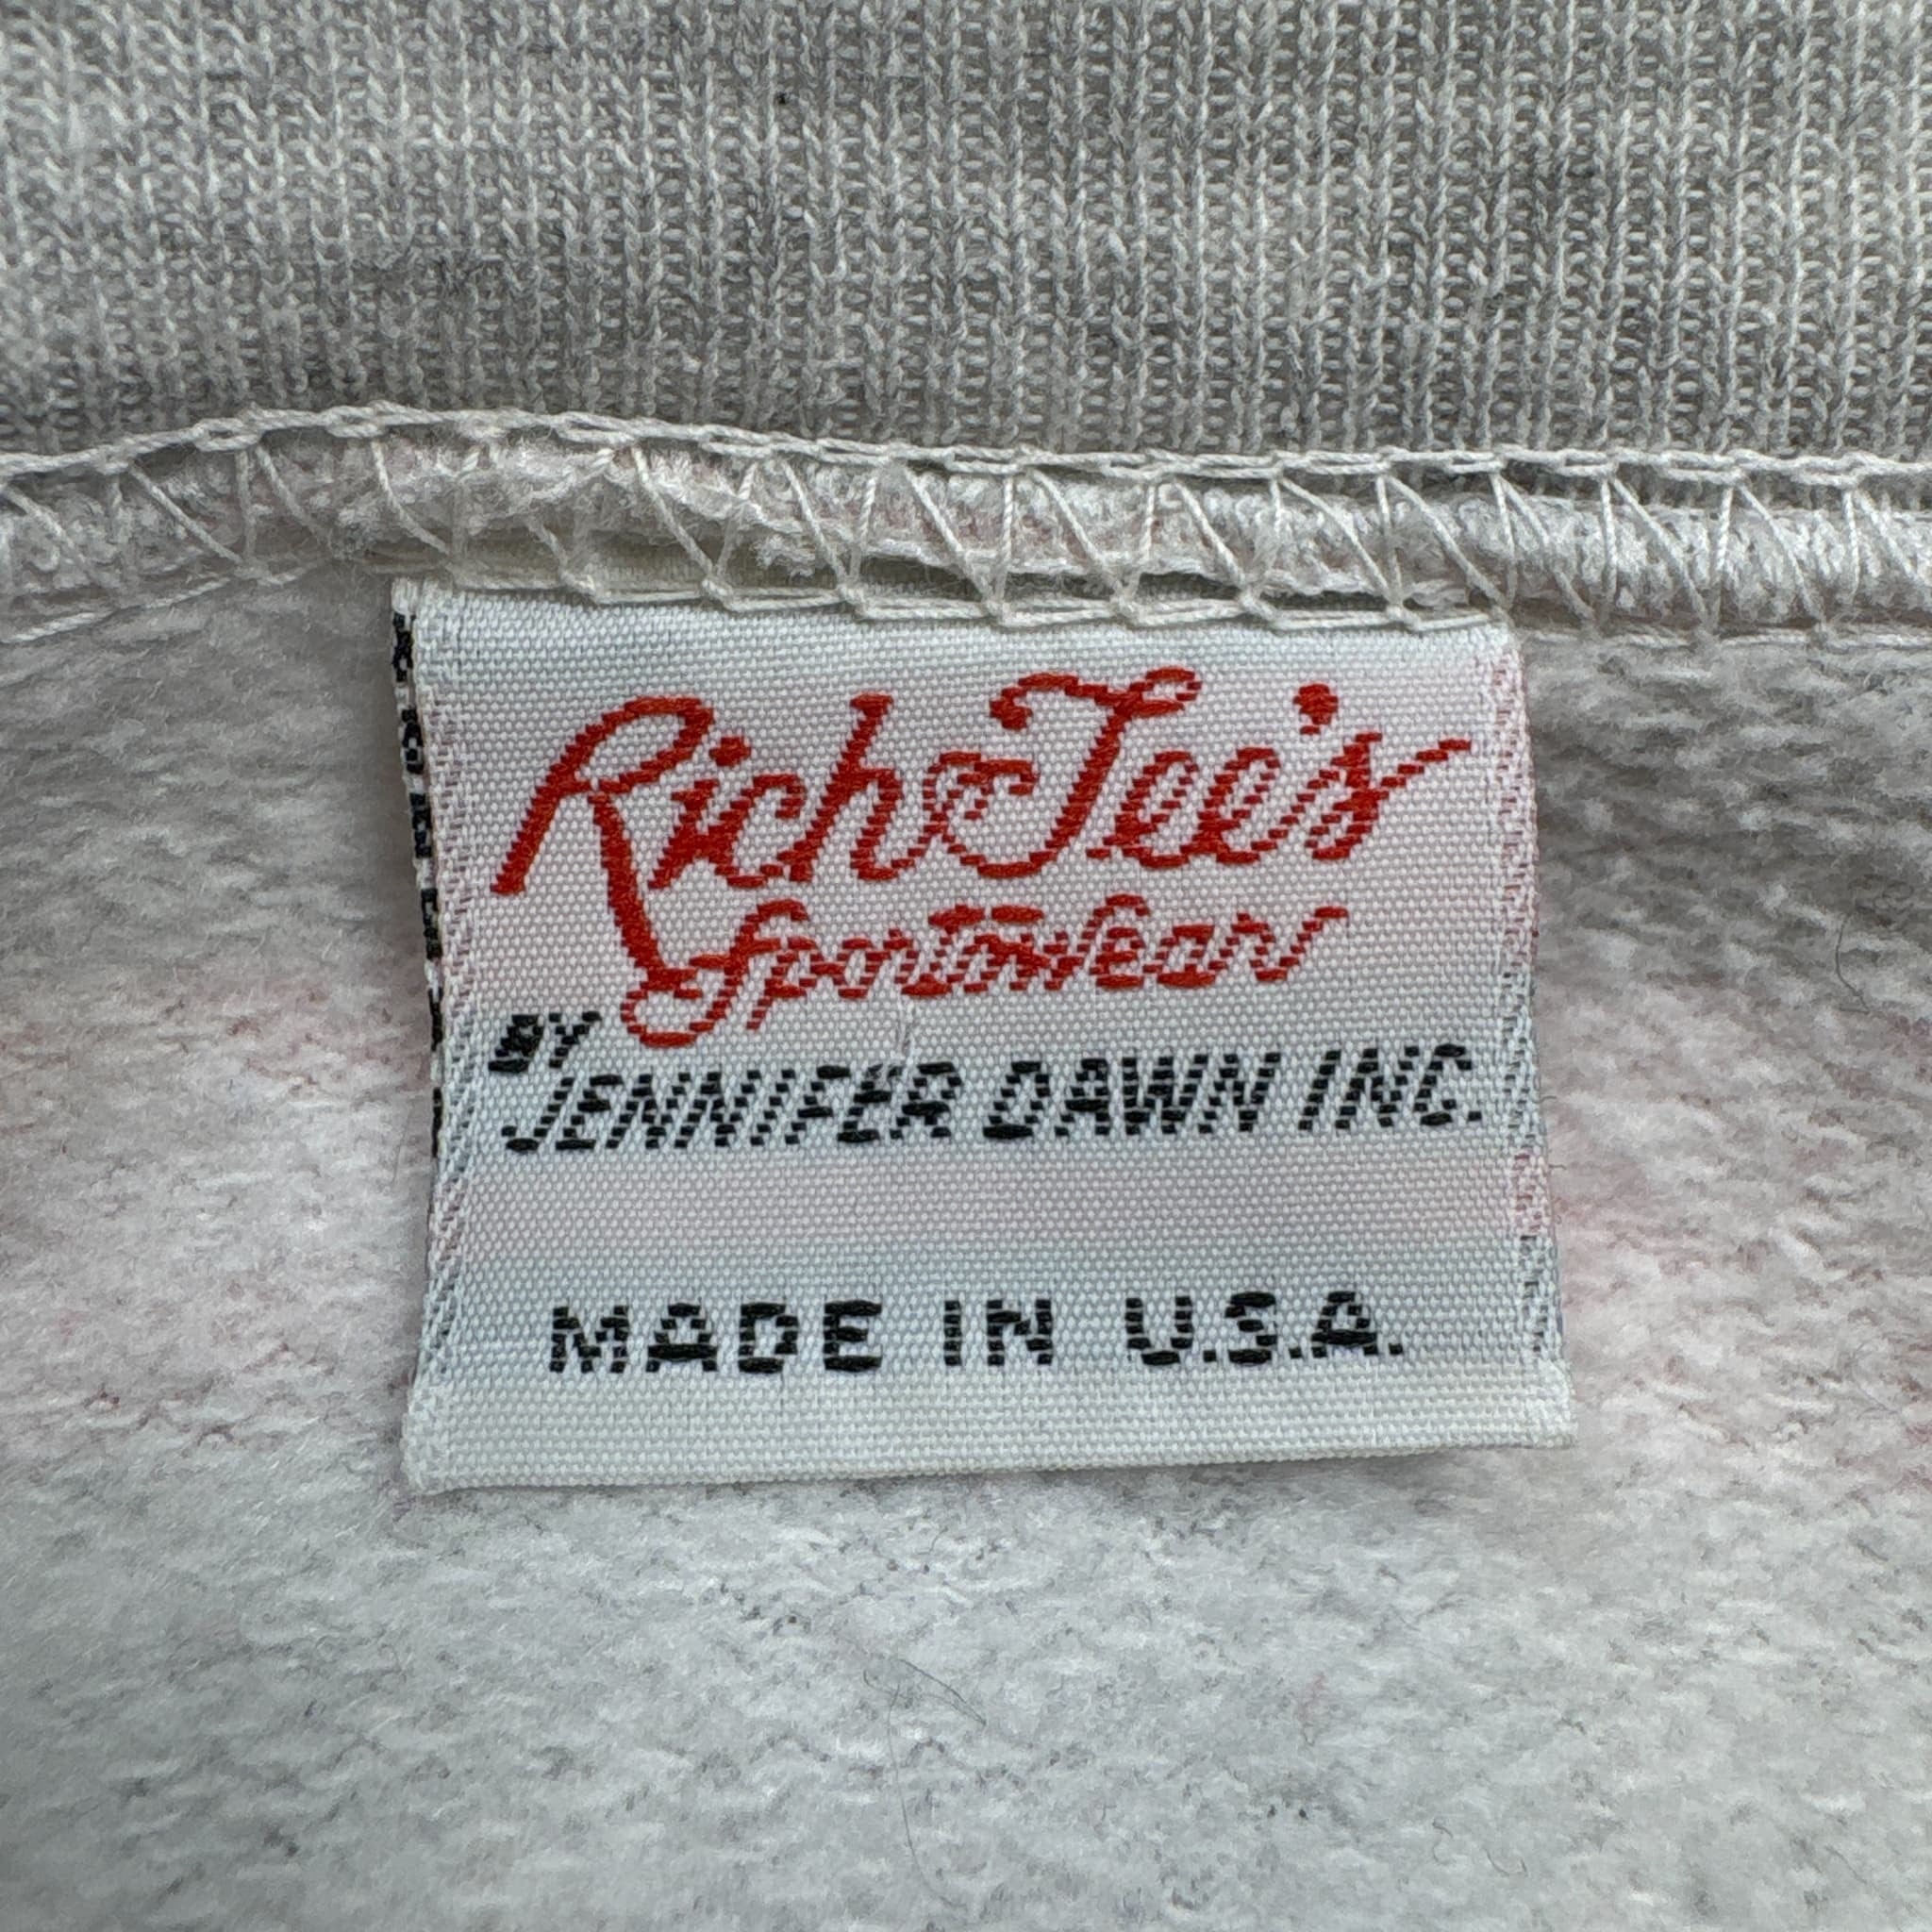 Rich Tee's
Sportswear
BY
JENNIFER DAWN INC.
MADE IN U.S.A.